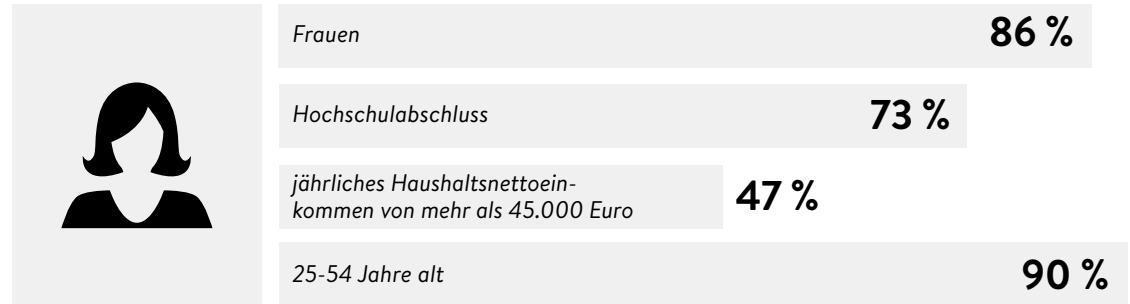 Frauen
86 %
Hochschulabschluss
73 %
jährliches Haushaltsnettoein-
kommen von mehr als 45.000 Euro
47 %
25-54 Jahre alt
90 %